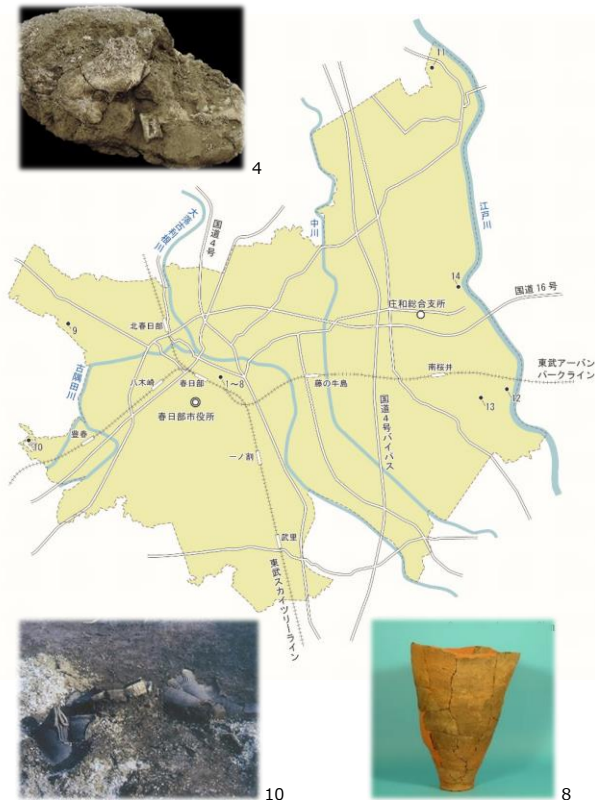 4
11
大落古利根川
国道4号
中川
江戸川
14
国道16号
庄和総合支所
9
北春日部
古隅田川
八木崎
春日部
1～8
藤の牛島
南桜井
東武アーバン
パークライン
12
13
春日部市役所
国道4号バイパス
豊春
10
一ノ割
武里
東武スカイツリーライン
10
8